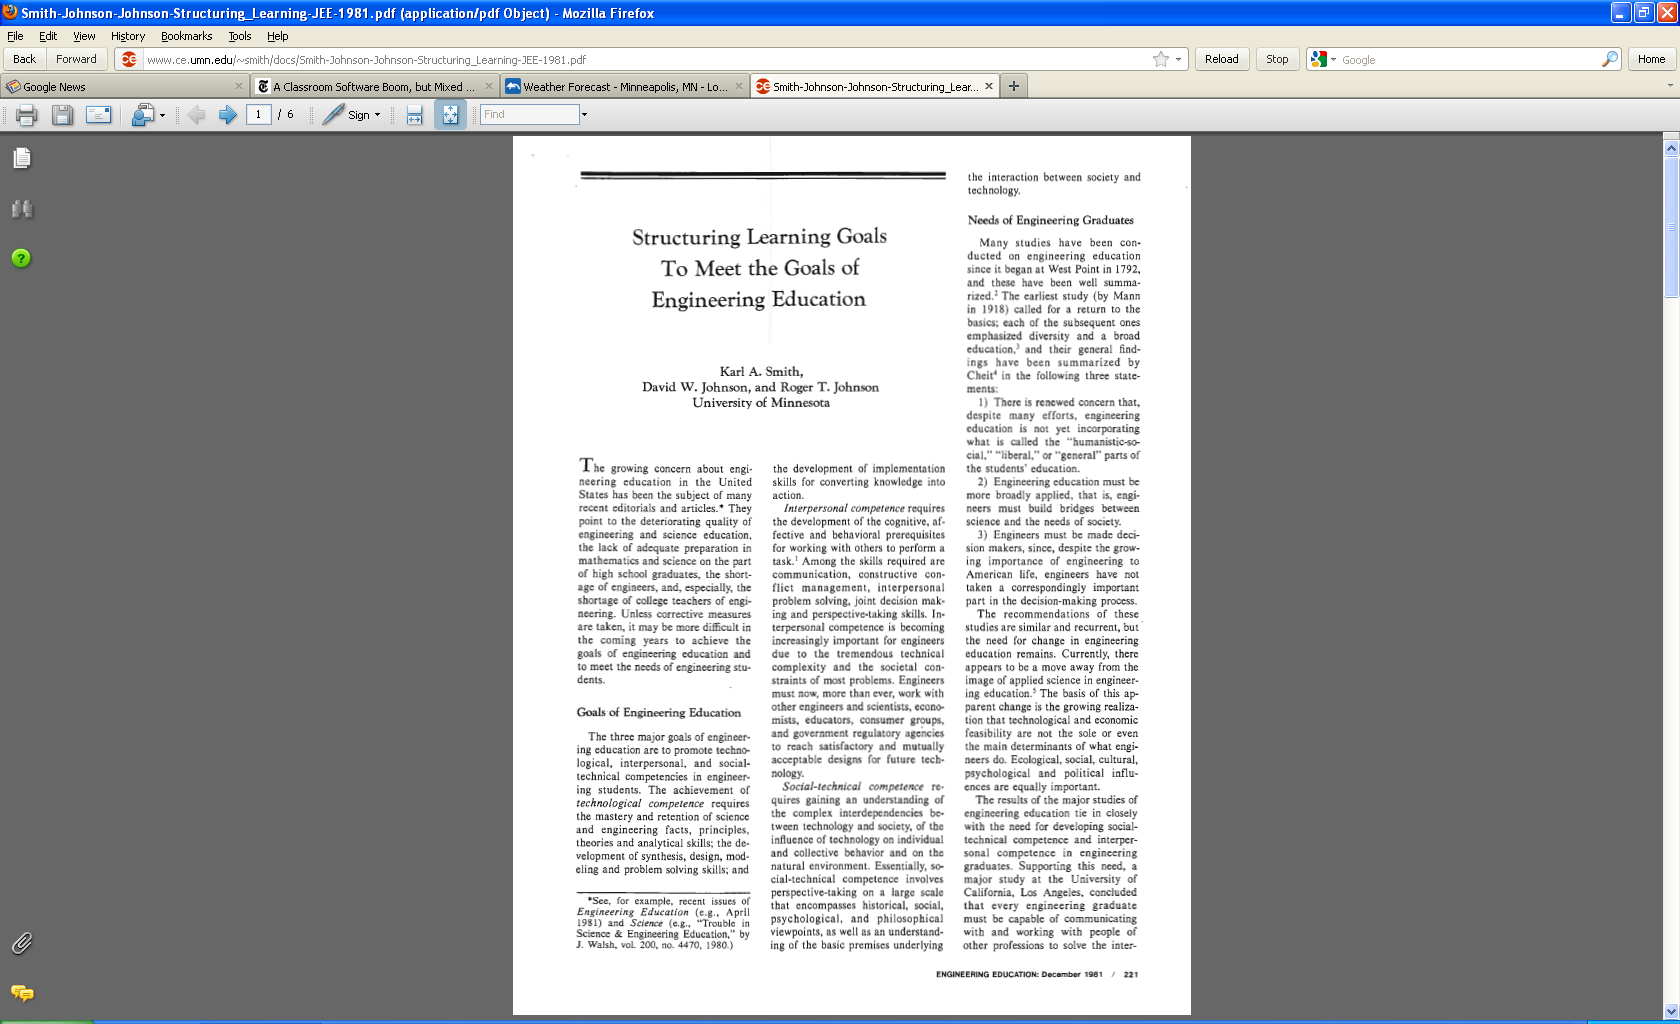 Smith-Johnson-Johnson-Structuring_Learning-JEE-1981.pdf (application/pdf Object) - Mozilla Firefox
File Edit View History Bookmarks Tools Help
Back Forward www.ce.umn.edu/~smith/docs/Smith-Johnson-Johnson-Structuring_Learning-JEE-1981.pdf Reload Stop Google Home
Google News A Classroom Software Boom, but Mixed ... Weather Forecast - Minneapolis, MN - Lo... Smith-Johnson-Johnson-Structuring_Lear...
1 / 6 Sign Find
Structuring Learning Goals
To Meet the Goals of
Engineering Education
Karl A. Smith,
David W. Johnson, and Roger T. Johnson
University of Minnesota
The growing concern about engi-
neering education in the United
States has been the subject of many
recent editorials and articles.* They
point to the deteriorating quality of
engineering and science education,
the lack of adequate preparation in
mathematics and science on the part
of high school graduates, the short-
age of engineers, and, especially, the
shortage of college teachers of engi-
neering. Unless corrective measures
are taken, it may be more difficult in
the coming years to achieve the
goals of engineering education and
to meet the needs of engineering stu-
dents.
Goals of Engineering Education
The three major goals of engineer-
ing education are to promote techno-
logical, interpersonal, and social-
technical competencies in engineer-
ing students. The achievement of
technological competence requires
the mastery and retention of science
and engineering facts, principles,
theories and analytical skills; the de-
velopment of synthesis, design, mod-
eling and problem solving skills; and
*See, for example, recent issues of
Engineering Education (e.g., April
1981) and Science (e.g., "Trouble in
Science & Engineering Education," by
J. Walsh, vol. 200, no. 4470, 1980.)
the development of implementation
skills for converting knowledge into
action.
Interpersonal competence requires
the development of the cognitive, af-
fective and behavioral prerequisites
for working with others to perform a
task.¹ Among the skills required are
communication, constructive con-
flict management, interpersonal
problem solving, joint decision mak-
ing and perspective-taking skills. In-
terpersonal competence is becoming
increasingly important for engineers
due to the tremendous technical
complexity and the societal con-
straints of most problems. Engineers
must now, more than ever, work with
other engineers and scientists, econo-
mists, educators, consumer groups,
and government regulatory agencies
to reach satisfactory and mutually
acceptable designs for future tech-
nology.
Social-technical competence re-
quires gaining an understanding of
the complex interdependencies be-
tween technology and society, of the
influence of technology on individual
and collective behavior and on the
natural environment. Essentially, so-
cial-technical competence involves
perspective-taking on a large scale
that encompasses historical, social,
psychological, and philosophical
viewpoints, as well as an understand-
ing of the basic premises underlying
the interaction between society and
technology.
Needs of Engineering Graduates
Many studies have been con-
ducted on engineering education
since it began at West Point in 1792,
and these have been well summa-
rized.² The earliest study (by Mann
in 1918) called for a return to the
basics; each of the subsequent ones
emphasized diversity and a broad
education,³ and their general find-
ings have been summarized by
Cheit⁴ in the following three state-
ments:
1) There is renewed concern that,
despite many efforts, engineering
education is not yet incorporating
what is called the "humanistic-so-
cial," "liberal," or "general" parts of
the students' education.
2) Engineering education must be
more broadly applied, that is, engi-
neers must build bridges between
science and the needs of society.
3) Engineers must be made deci-
sion makers, since, despite the grow-
ing importance of engineering to
American life, engineers have not
taken a correspondingly important
part in the decision-making process.
The recommendations of these
studies are similar and recurrent, but
the need for change in engineering
education remains. Currently, there
appears to be a move away from the
image of applied science in engineer-
ing education.⁵ The basis of this ap-
parent change is the growing realiza-
tion that technological and economic
feasibility are not the sole or even
the main determinants of what engi-
neers do. Ecological, social, cultural,
psychological and political influ-
ences are equally important.
The results of the major studies of
engineering education tie in closely
with the need for developing social-
technical competence and interper-
sonal competence in engineering
graduates. Supporting this need, a
major study at the University of
California, Los Angeles, concluded
that every engineering graduate
must be capable of communicating
with and working with people of
other professions to solve the inter-
ENGINEERING EDUCATION: December 1981 / 221